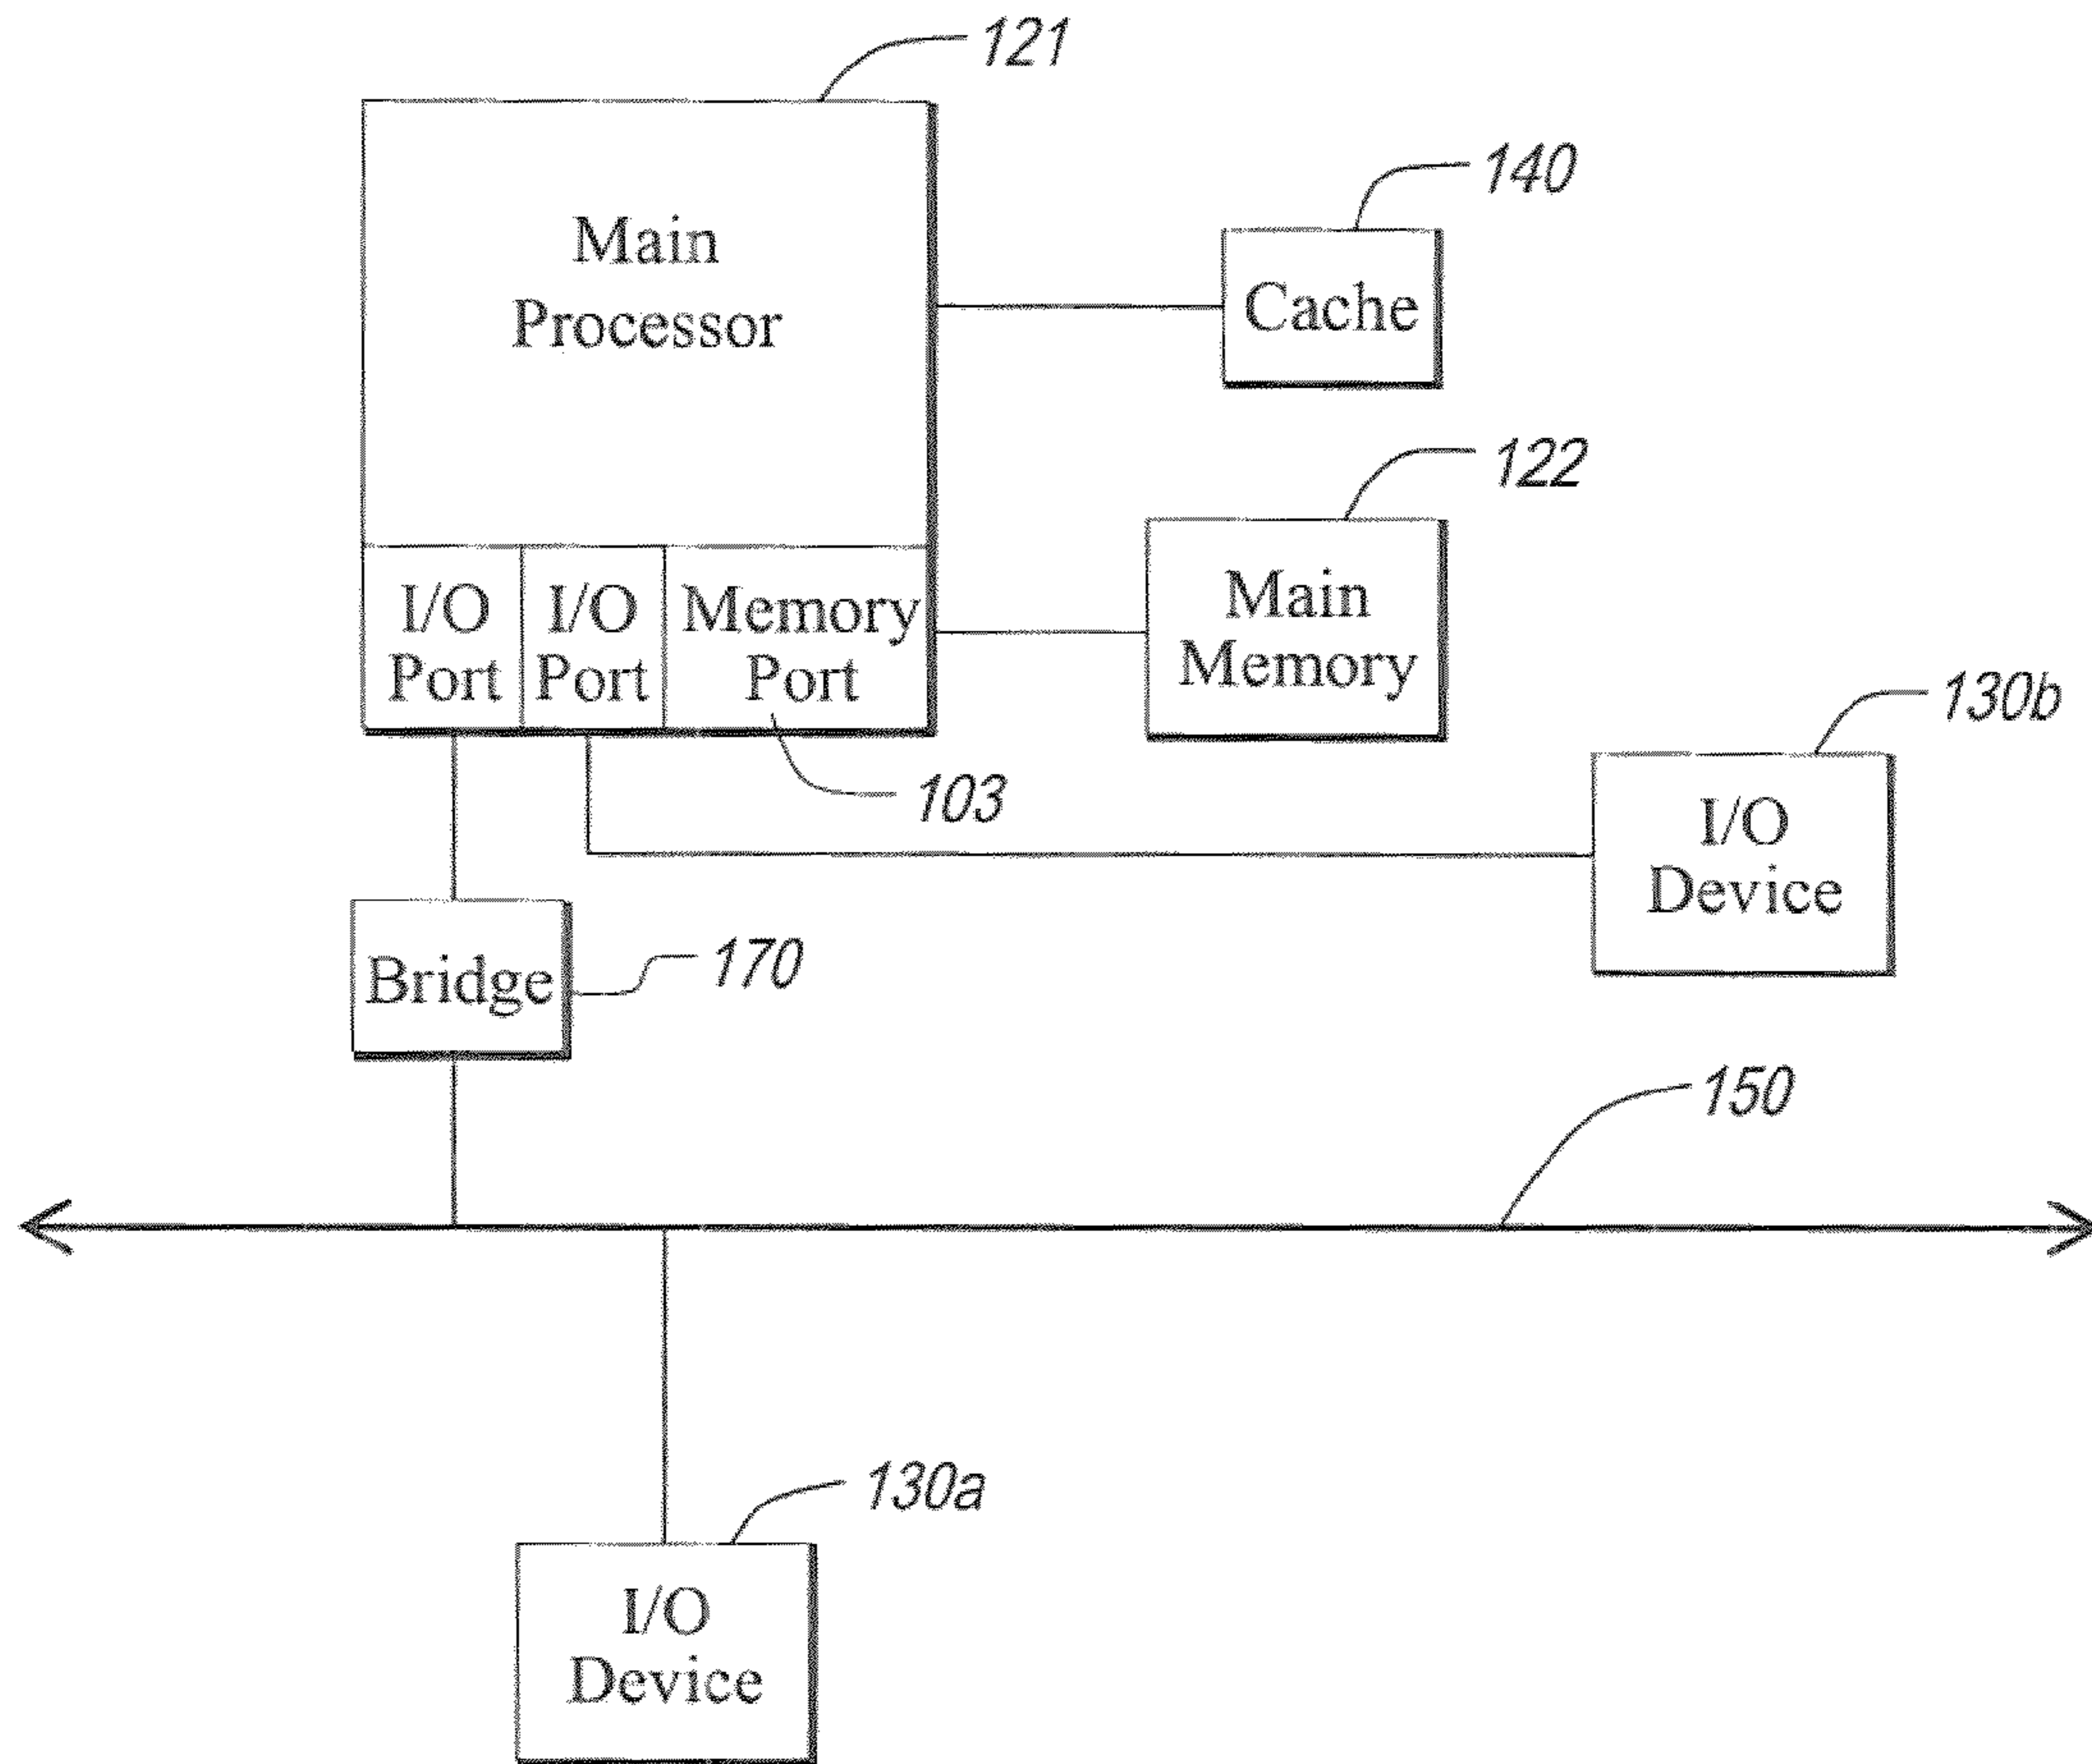 121
Main
Processor
140
Cache
122
Main
Memory
I/O
Port
I/O
Port
Memory
Port
103
130b
I/O
Device
Bridge
170
150
130a
I/O
Device